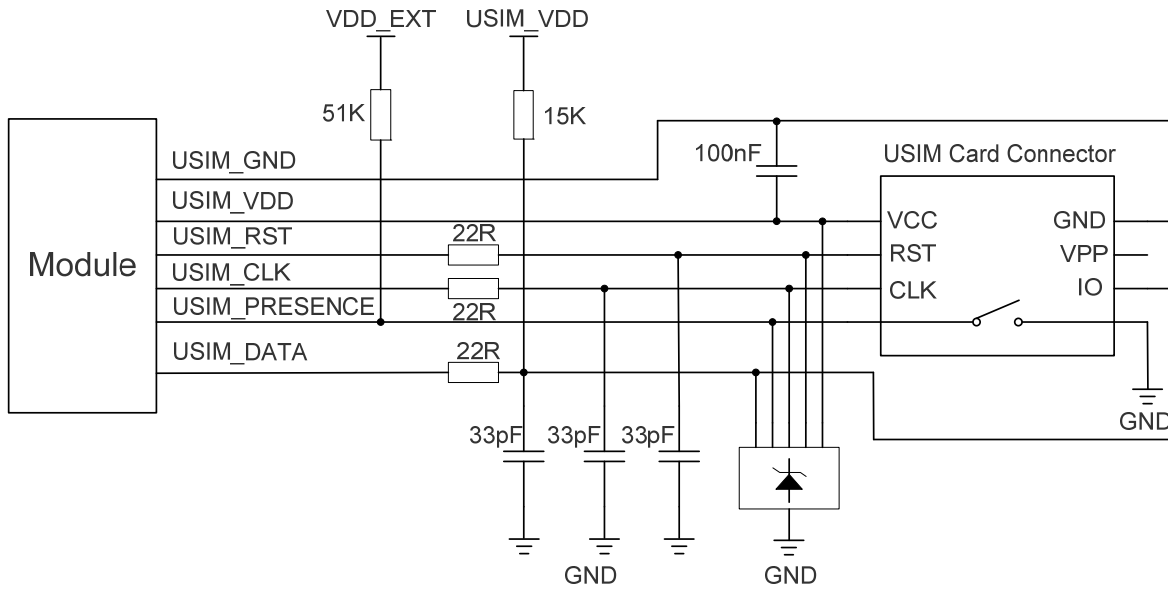 VDD_EXT USIM_VDD
51K 15K
USIM_GND
100nF USIM Card Connector
USIM_VDD
VCC GND
USIM_RST 22R
RST VPP
Module
USIM_CLK
CLK IO
USIM_PRESENCE 22R
USIM_DATA 22R
GND
33pF 33pF 33pF
GND GND